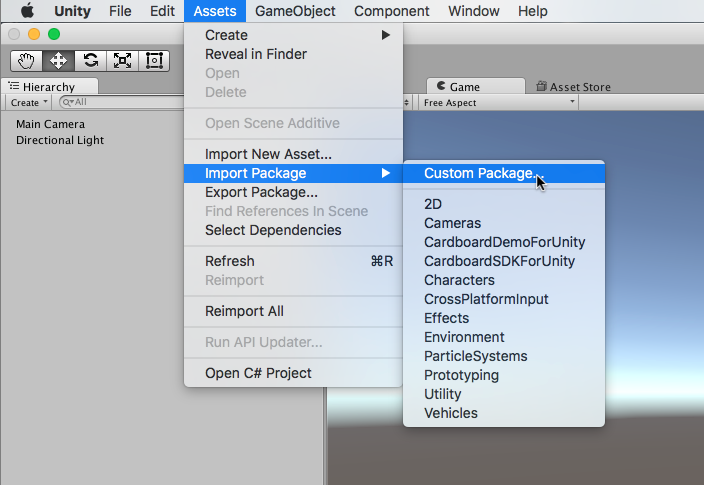 Unity File Edit Assets GameObject Component Window Help
Hierarchy
Create All
Main Camera
Directional Light
Create
Reveal in Finder
Open
Delete
Open Scene Additive
Import New Asset...
Import Package
Export Package...
Find References In Scene
Select Dependencies
Refresh ⌘R
Reimport
Reimport All
Run API Updater...
Open C# Project
Game Asset Store
Free Aspect
Custom Package...
2D
Cameras
CardboardDemoForUnity
CardboardSDKForUnity
Characters
CrossPlatformInput
Effects
Environment
ParticleSystems
Prototyping
Utility
Vehicles